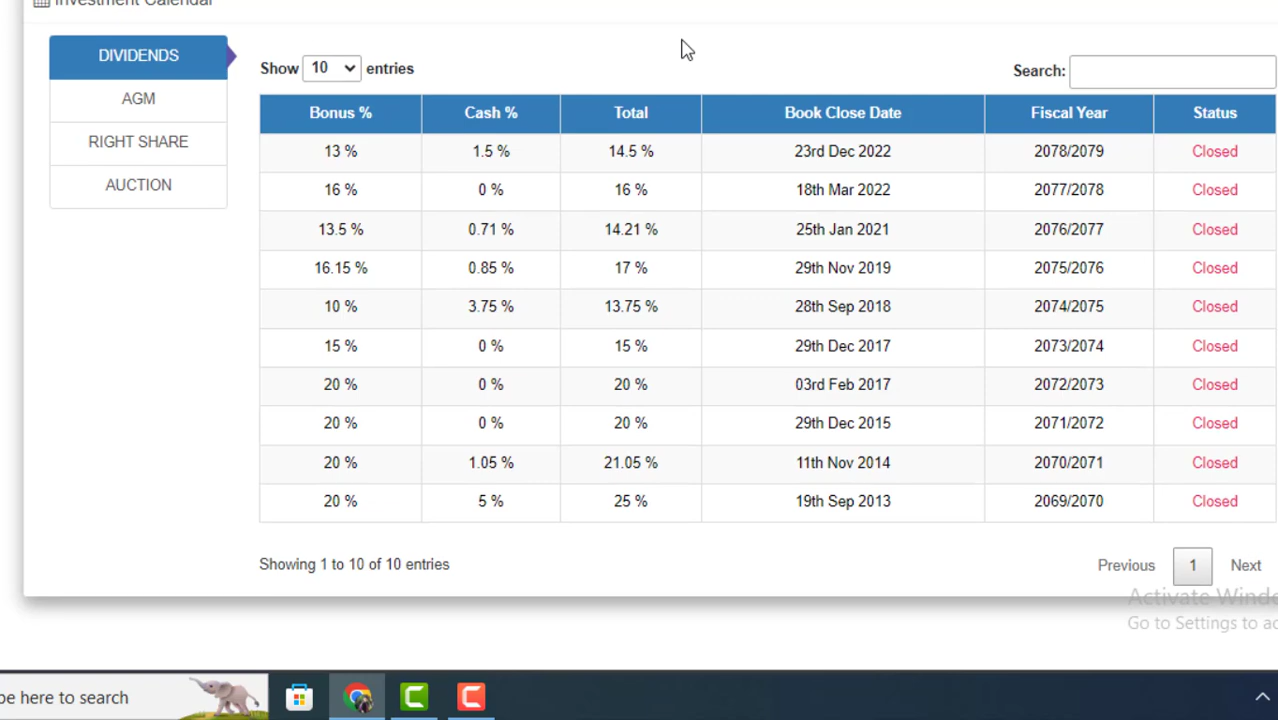 Investment Calendar
DIVIDENDS
AGM
RIGHT SHARE
AUCTION
Show 10 entries
Search:
Bonus % Cash % Total Book Close Date Fiscal Year Status
13 % 1.5 % 14.5 % 23rd Dec 2022 2078/2079 Closed
16 % 0 % 16 % 18th Mar 2022 2077/2078 Closed
13.5 % 0.71 % 14.21 % 25th Jan 2021 2076/2077 Closed
16.15 % 0.85 % 17 % 29th Nov 2019 2075/2076 Closed
10 % 3.75 % 13.75 % 28th Sep 2018 2074/2075 Closed
15 % 0 % 15 % 29th Dec 2017 2073/2074 Closed
20 % 0 % 20 % 03rd Feb 2017 2072/2073 Closed
20 % 0 % 20 % 29th Dec 2015 2071/2072 Closed
20 % 1.05 % 21.05 % 11th Nov 2014 2070/2071 Closed
20 % 5 % 25 % 19th Sep 2013 2069/2070 Closed
Showing 1 to 10 of 10 entries
Previous 1 Next
Activate Windo
Go to Settings to ac
pe here to search